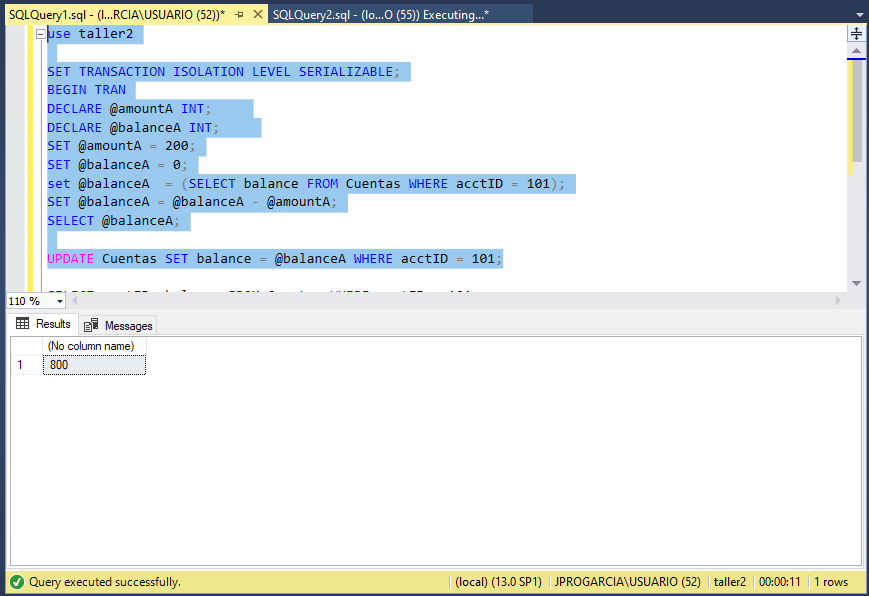 SQLQuery1.sql - (l...RCIA\USUARIO (52))* SQLQuery2.sql - (lo...O (55)) Executing...*
use taller2
SET TRANSACTION ISOLATION LEVEL SERIALIZABLE;
BEGIN TRAN
DECLARE @amountA INT;
DECLARE @balanceA INT;
SET @amountA = 200;
SET @balanceA = 0;
set @balanceA  = (SELECT balance FROM Cuentas WHERE acctID = 101);
SET @balanceA = @balanceA - @amountA;
SELECT @balanceA;
UPDATE Cuentas SET balance = @balanceA WHERE acctID = 101;
110 %
Results Messages
(No column name)
1 800
Query executed successfully. (local) (13.0 SP1) JPROGARCIA\USUARIO (52) taller2 00:00:11 1 rows